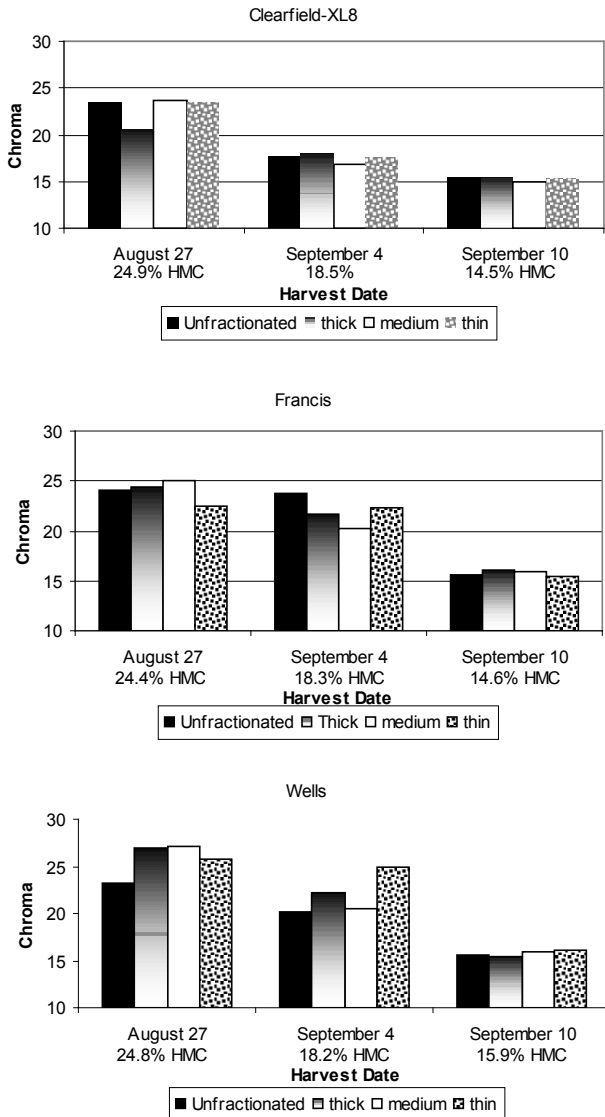 Clearfield-XL8
30
25
20
15
10
Chroma
August 27 September 4 September 10
24.9% HMC 18.5% 14.5% HMC
Harvest Date
Unfractionated thick medium thin
Francis
30
25
20
15
10
Chroma
August 27 September 4 September 10
24.4% HMC 18.3% HMC 14.6% HMC
Harvest Date
Unfractionated Thick medium thin
Wells
30
25
20
15
10
Chroma
August 27 September 4 September 10
24.8% HMC 18.2% HMC 15.9% HMC
Harvest Date
Unfractionated thick medium thin